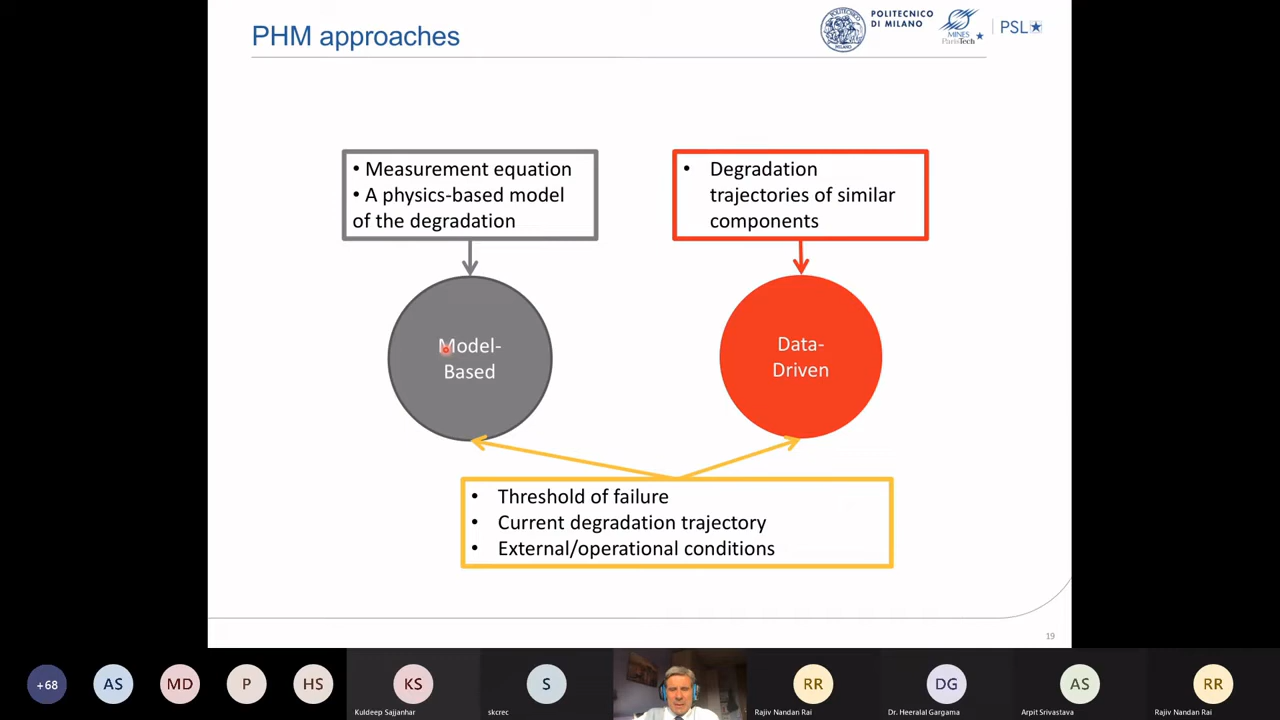 PHM approaches
POLITECNICO
DI MILANO
MINES
ParisTech
PSL
• Measurement equation
• A physics-based model
of the degradation
• Degradation
trajectories of similar
components
Model-
Based
Data-
Driven
• Threshold of failure
• Current degradation trajectory
• External/operational conditions
19
+68
AS
MD
P
HS
KS
Kuldeep Sajjanhar
S
skcrec
RR
Rajiv Nandan Rai
DG
Dr. Heeralal Gargama
AS
Arpit Srivastava
RR
Rajiv Nandan Rai